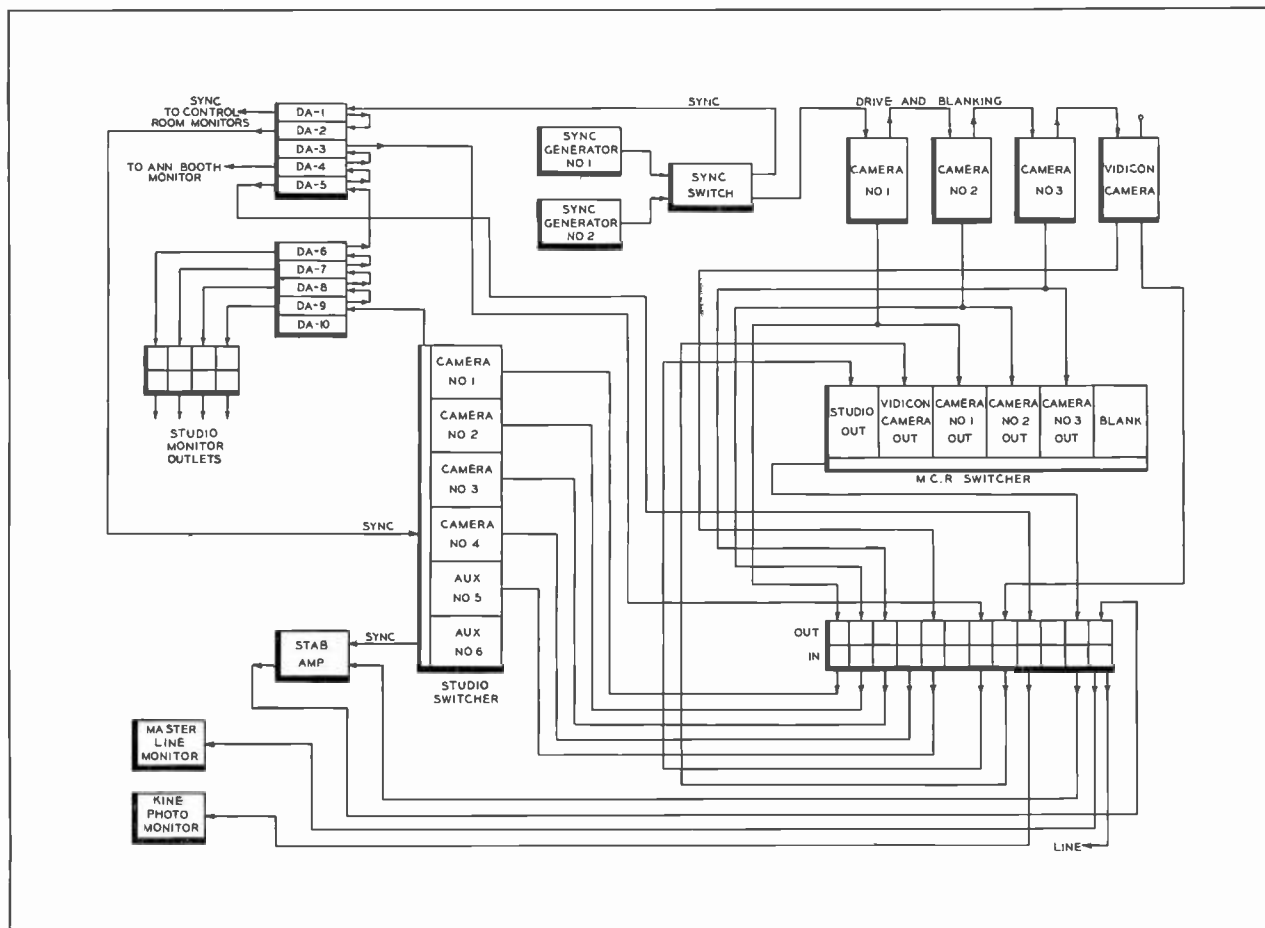 SYNC
TO CONTROL
ROOM MONITORS
DA-1
DA-2
DA-3
DA-4
DA-5
TO ANN BOOTH
MONITOR
SYNC
DRIVE AND BLANKING
SYNC
GENERATOR
NO 1
SYNC
GENERATOR
NO 2
SYNC
SWITCH
CAMERA
NO 1
CAMERA
NO 2
CAMERA
NO 3
VIDICON
CAMERA
DA-6
DA-7
DA-8
DA-9
DA-10
STUDIO
MONITOR
OUTLETS
CAMERA
NO 1
CAMERA
NO 2
CAMERA
NO 3
CAMERA
NO 4
AUX
NO 5
AUX
NO 6
STUDIO
SWITCHER
SYNC
SYNC
STUDIO
OUT
VIDICON
CAMERA
OUT
CAMERA
NO 1
OUT
CAMERA
NO 2
OUT
CAMERA
NO 3
OUT
BLANK
M.C.R SWITCHER
OUT
IN
STAB
AMP
MASTER
LINE
MONITOR
KINE
PHOTO
MONITOR
LINE